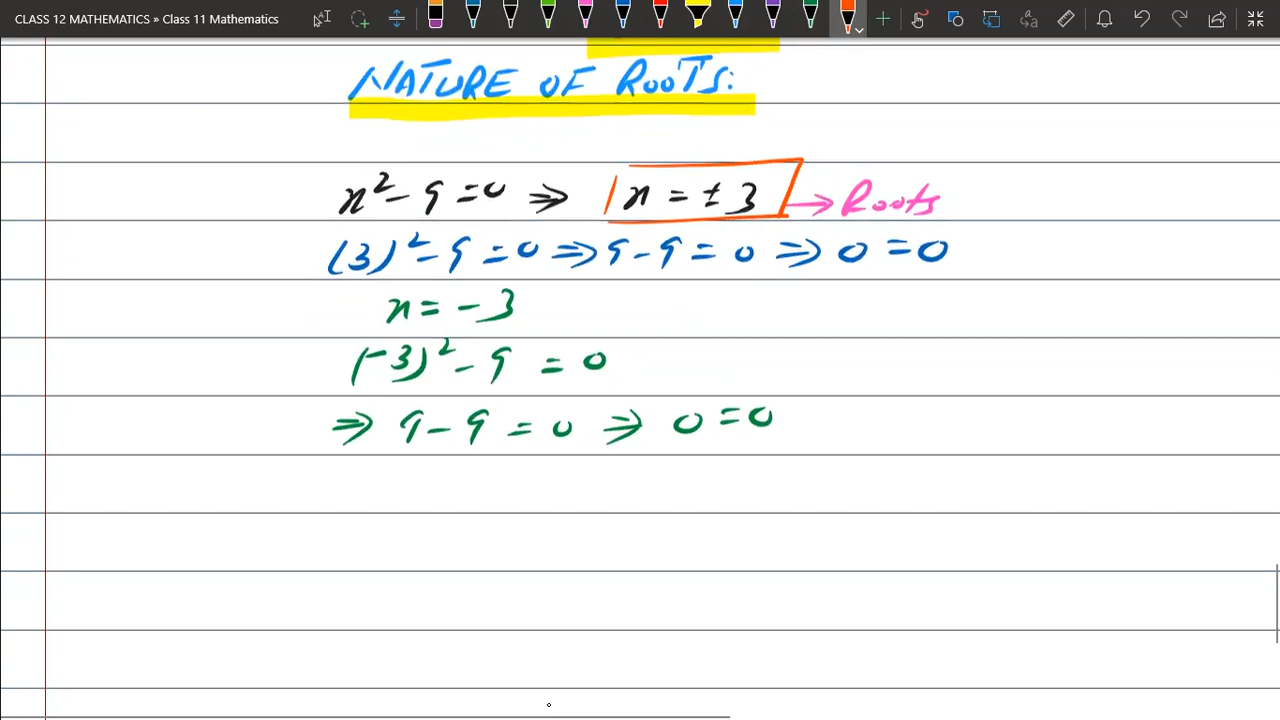 CLASS 12 MATHEMATICS » Class 11 Mathematics
NATURE OF ROOTS:
x² - 9 = 0 ⇒ x = ± 3 → Roots
(3)² - 9 = 0 ⇒ 9 - 9 = 0 ⇒ 0 = 0
x = - 3
(-3)² - 9 = 0
⇒ 9 - 9 = 0 ⇒ 0 = 0